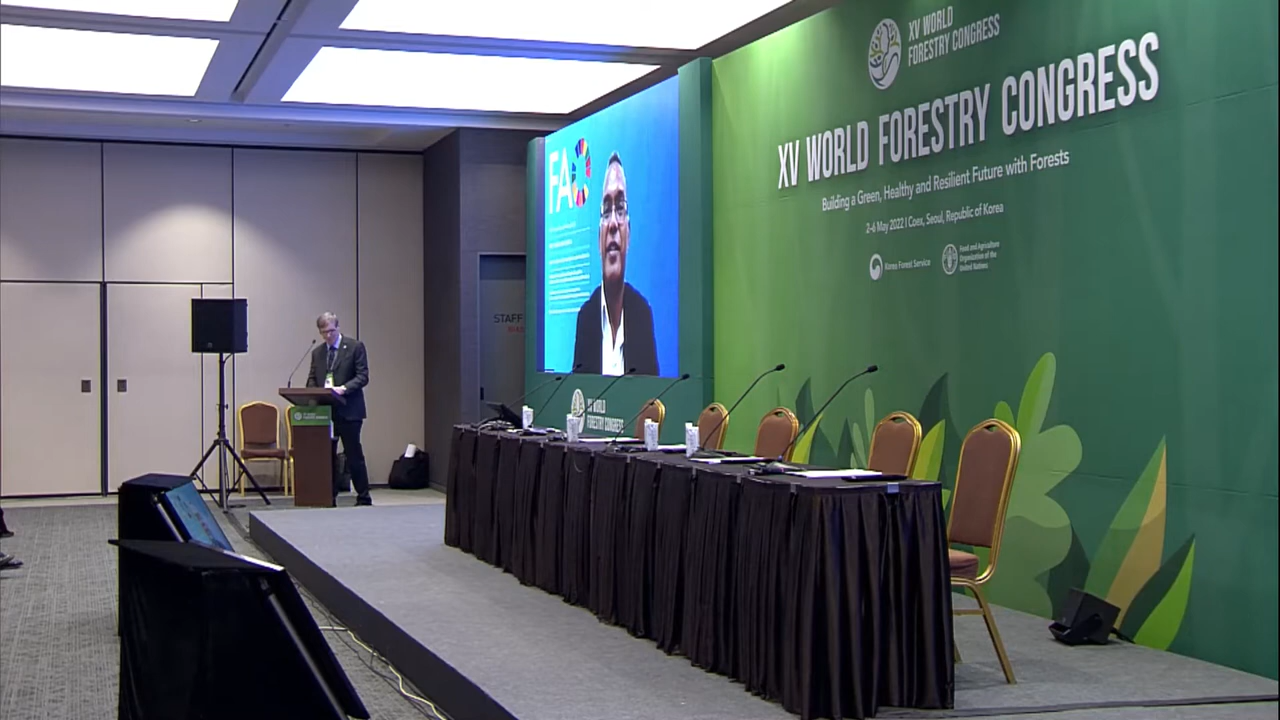 XV WORLD
FORESTRY CONGRESS
XV WORLD FORESTRY CONGRESS
Building a Green, Healthy and Resilient Future with Forests
2-6 May 2022 | Coex, Seoul, Republic of Korea
Korea Forest Service
Food and Agriculture
Organization of the
United Nations
FAO
STAFF
XV WORLD
FORESTRY CONGRESS